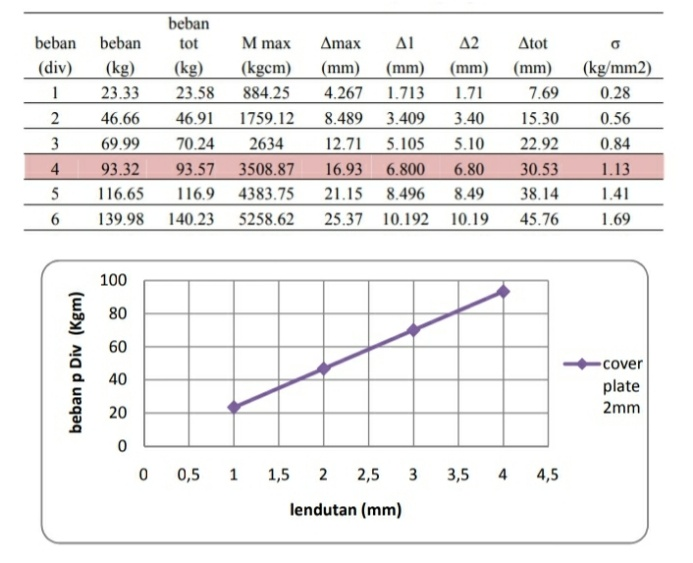 beban (div) beban (kg) beban tot (kg) M max (kgcm) Δmax (mm) Δ1 (mm) Δ2 (mm) Δtot (mm) σ (kg/mm2)
1 23.33 23.58 884.25 4.267 1.713 1.71 7.69 0.28
2 46.66 46.91 1759.12 8.489 3.409 3.40 15.30 0.56
3 69.99 70.24 2634 12.71 5.105 5.10 22.92 0.84
4 93.32 93.57 3508.87 16.93 6.800 6.80 30.53 1.13
5 116.65 116.9 4383.75 21.15 8.496 8.49 38.14 1.41
6 139.98 140.23 5258.62 25.37 10.192 10.19 45.76 1.69
beban p Div (Kgm)
100
80
60
40
20
0
0 0,5 1 1,5 2 2,5 3 3,5 4 4,5
lendutan (mm)
cover
plate
2mm